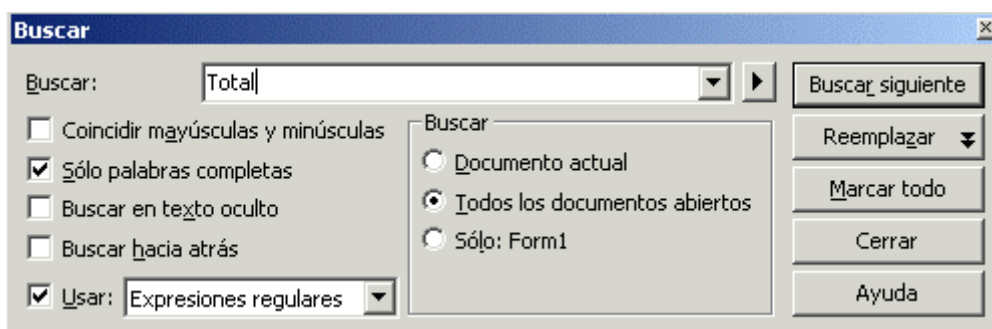 Buscar
Buscar:
Total
Buscar siguiente
Coincidir mayúsculas y minúsculas
Buscar
Reemplazar
Sólo palabras completas
Documento actual
Marcar todo
Buscar en texto oculto
Todos los documentos abiertos
Buscar hacia atrás
Sólo: Form1
Cerrar
Usar:
Expresiones regulares
Ayuda